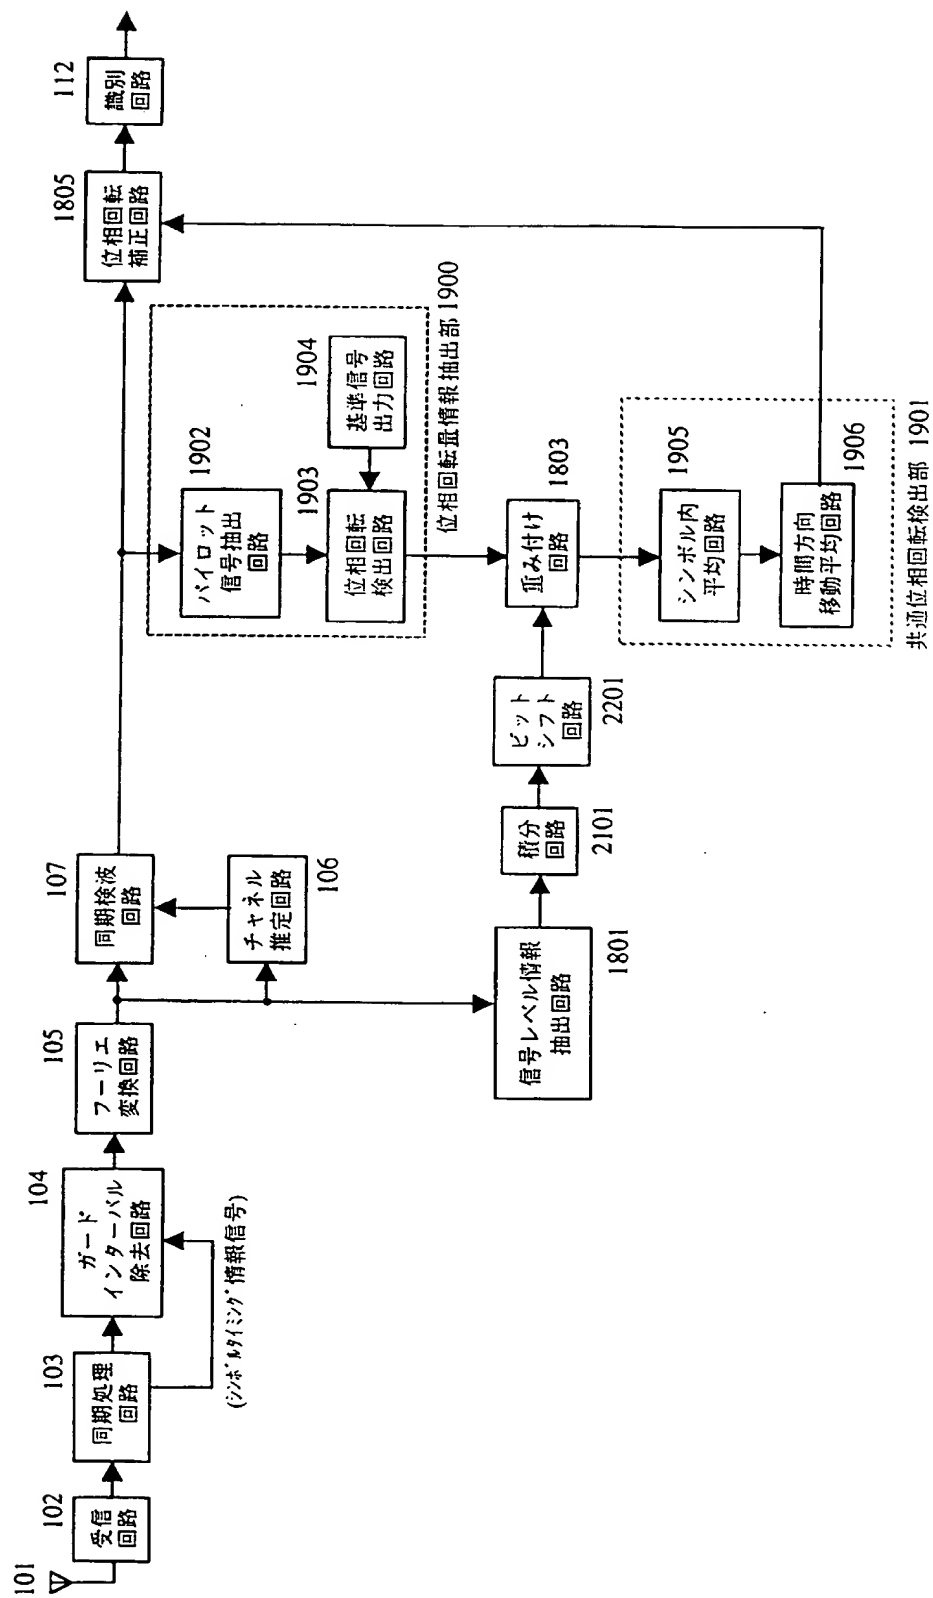 101
102
受信
回路
103
同期処理
回路
(シンボルタイミング情報信号)
104
ガード
インターバル
除去回路
105
フーリエ
変換回路
107
同期検波
回路
チャネル
推定回路
106
1805
位相回転
補正回路
112
識別
回路
1902
パイロット
信号抽出
回路
1903
位相回転
検出回路
1904
基準信号
出力回路
位相回転量情報抽出部 1900
信号レベル情報
抽出回路
1801
積分
回路
2101
ビット
シフト
回路
2201
重み付け
回路
1803
1905
シンボル内
平均回路
時間方向
移動平均回路
1906
共通位相回転検出部 1901